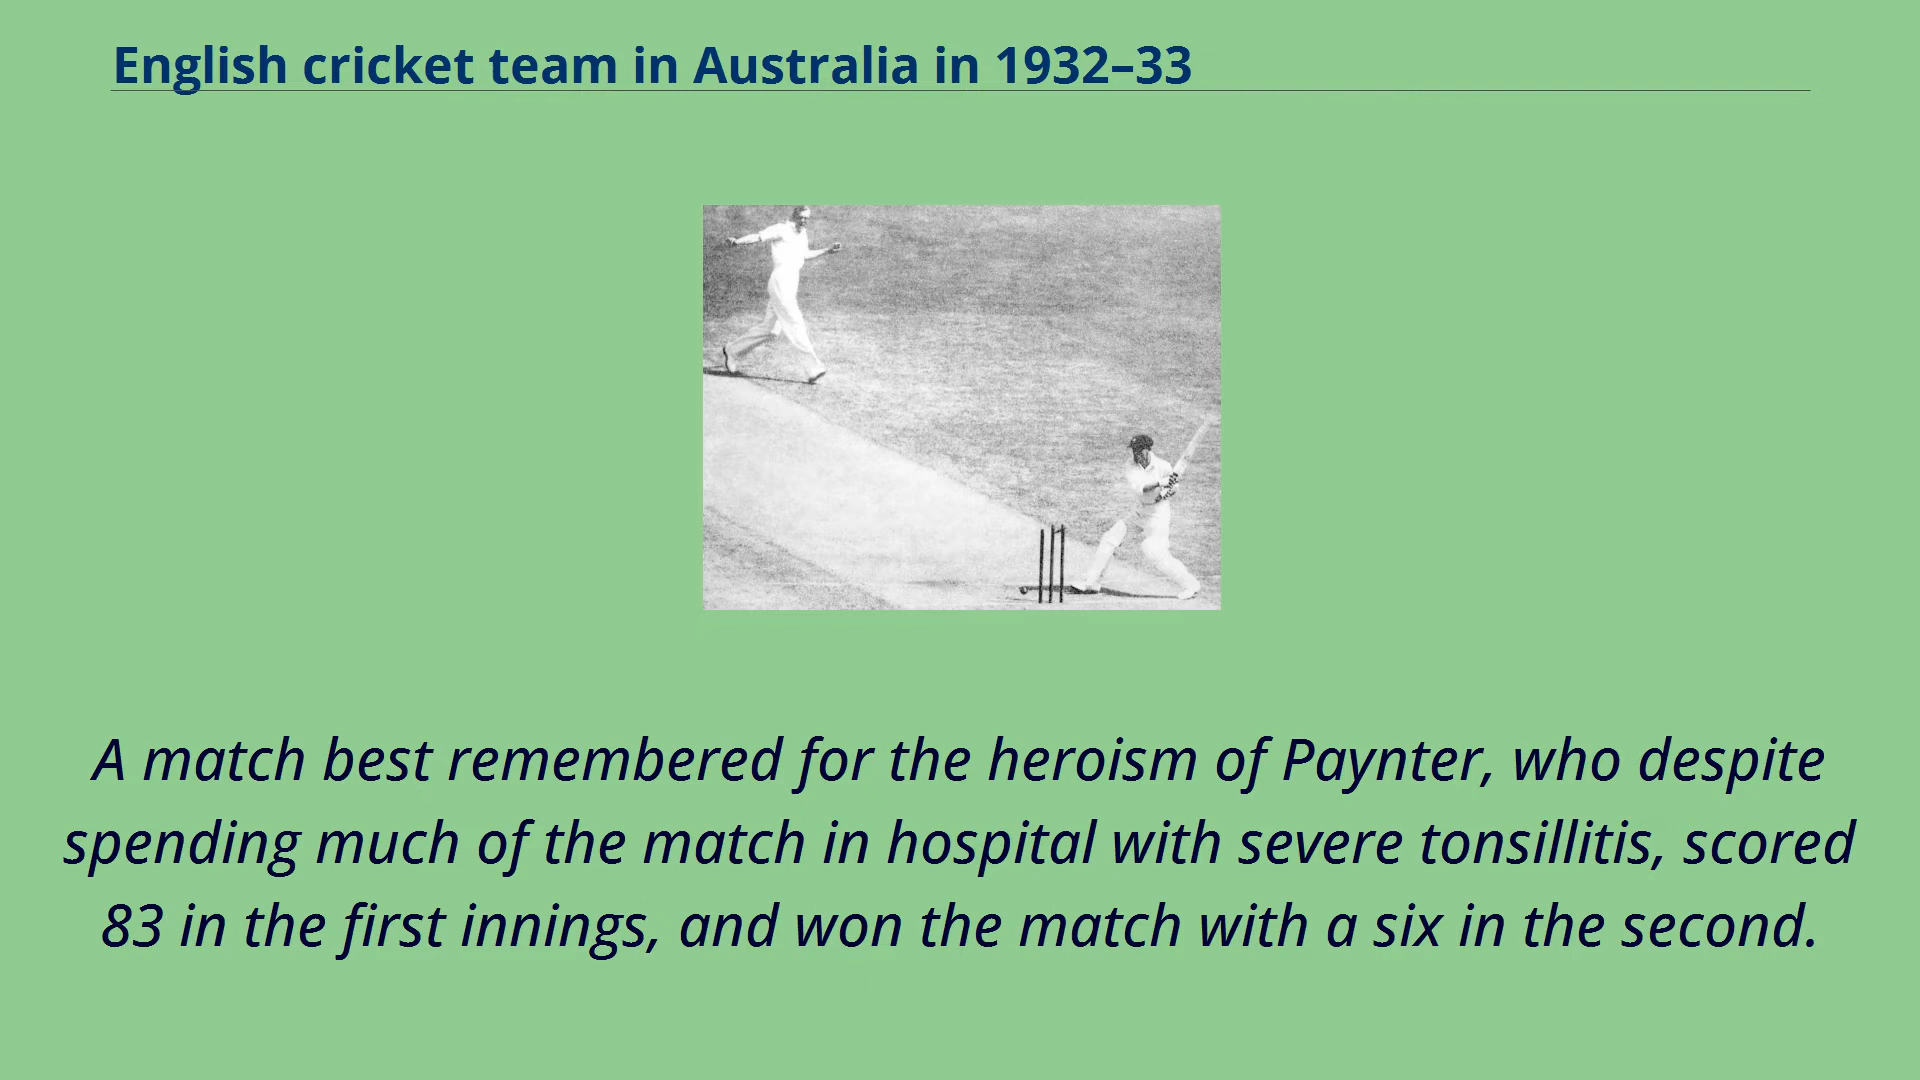 English cricket team in Australia in 1932–33
A match best remembered for the heroism of Paynter, who despite
spending much of the match in hospital with severe tonsillitis, scored
83 in the first innings, and won the match with a six in the second.